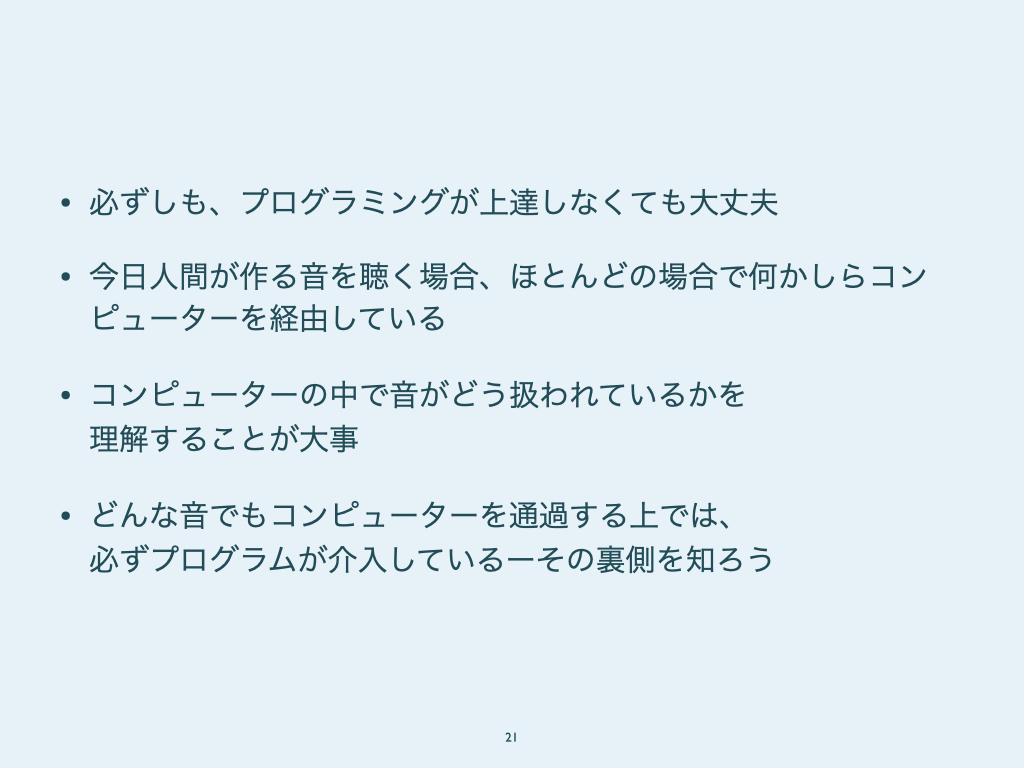 • 必ずしも、プログラミングが上達しなくても大丈夫
• 今日人間が作る音を聴く場合、ほとんどの場合で何かしらコン
ピューターを経由している
• コンピューターの中で音がどう扱われているかを
理解することが大事
• どんな音でもコンピューターを通過する上では、
必ずプログラムが介入しているーその裏側を知ろう
21